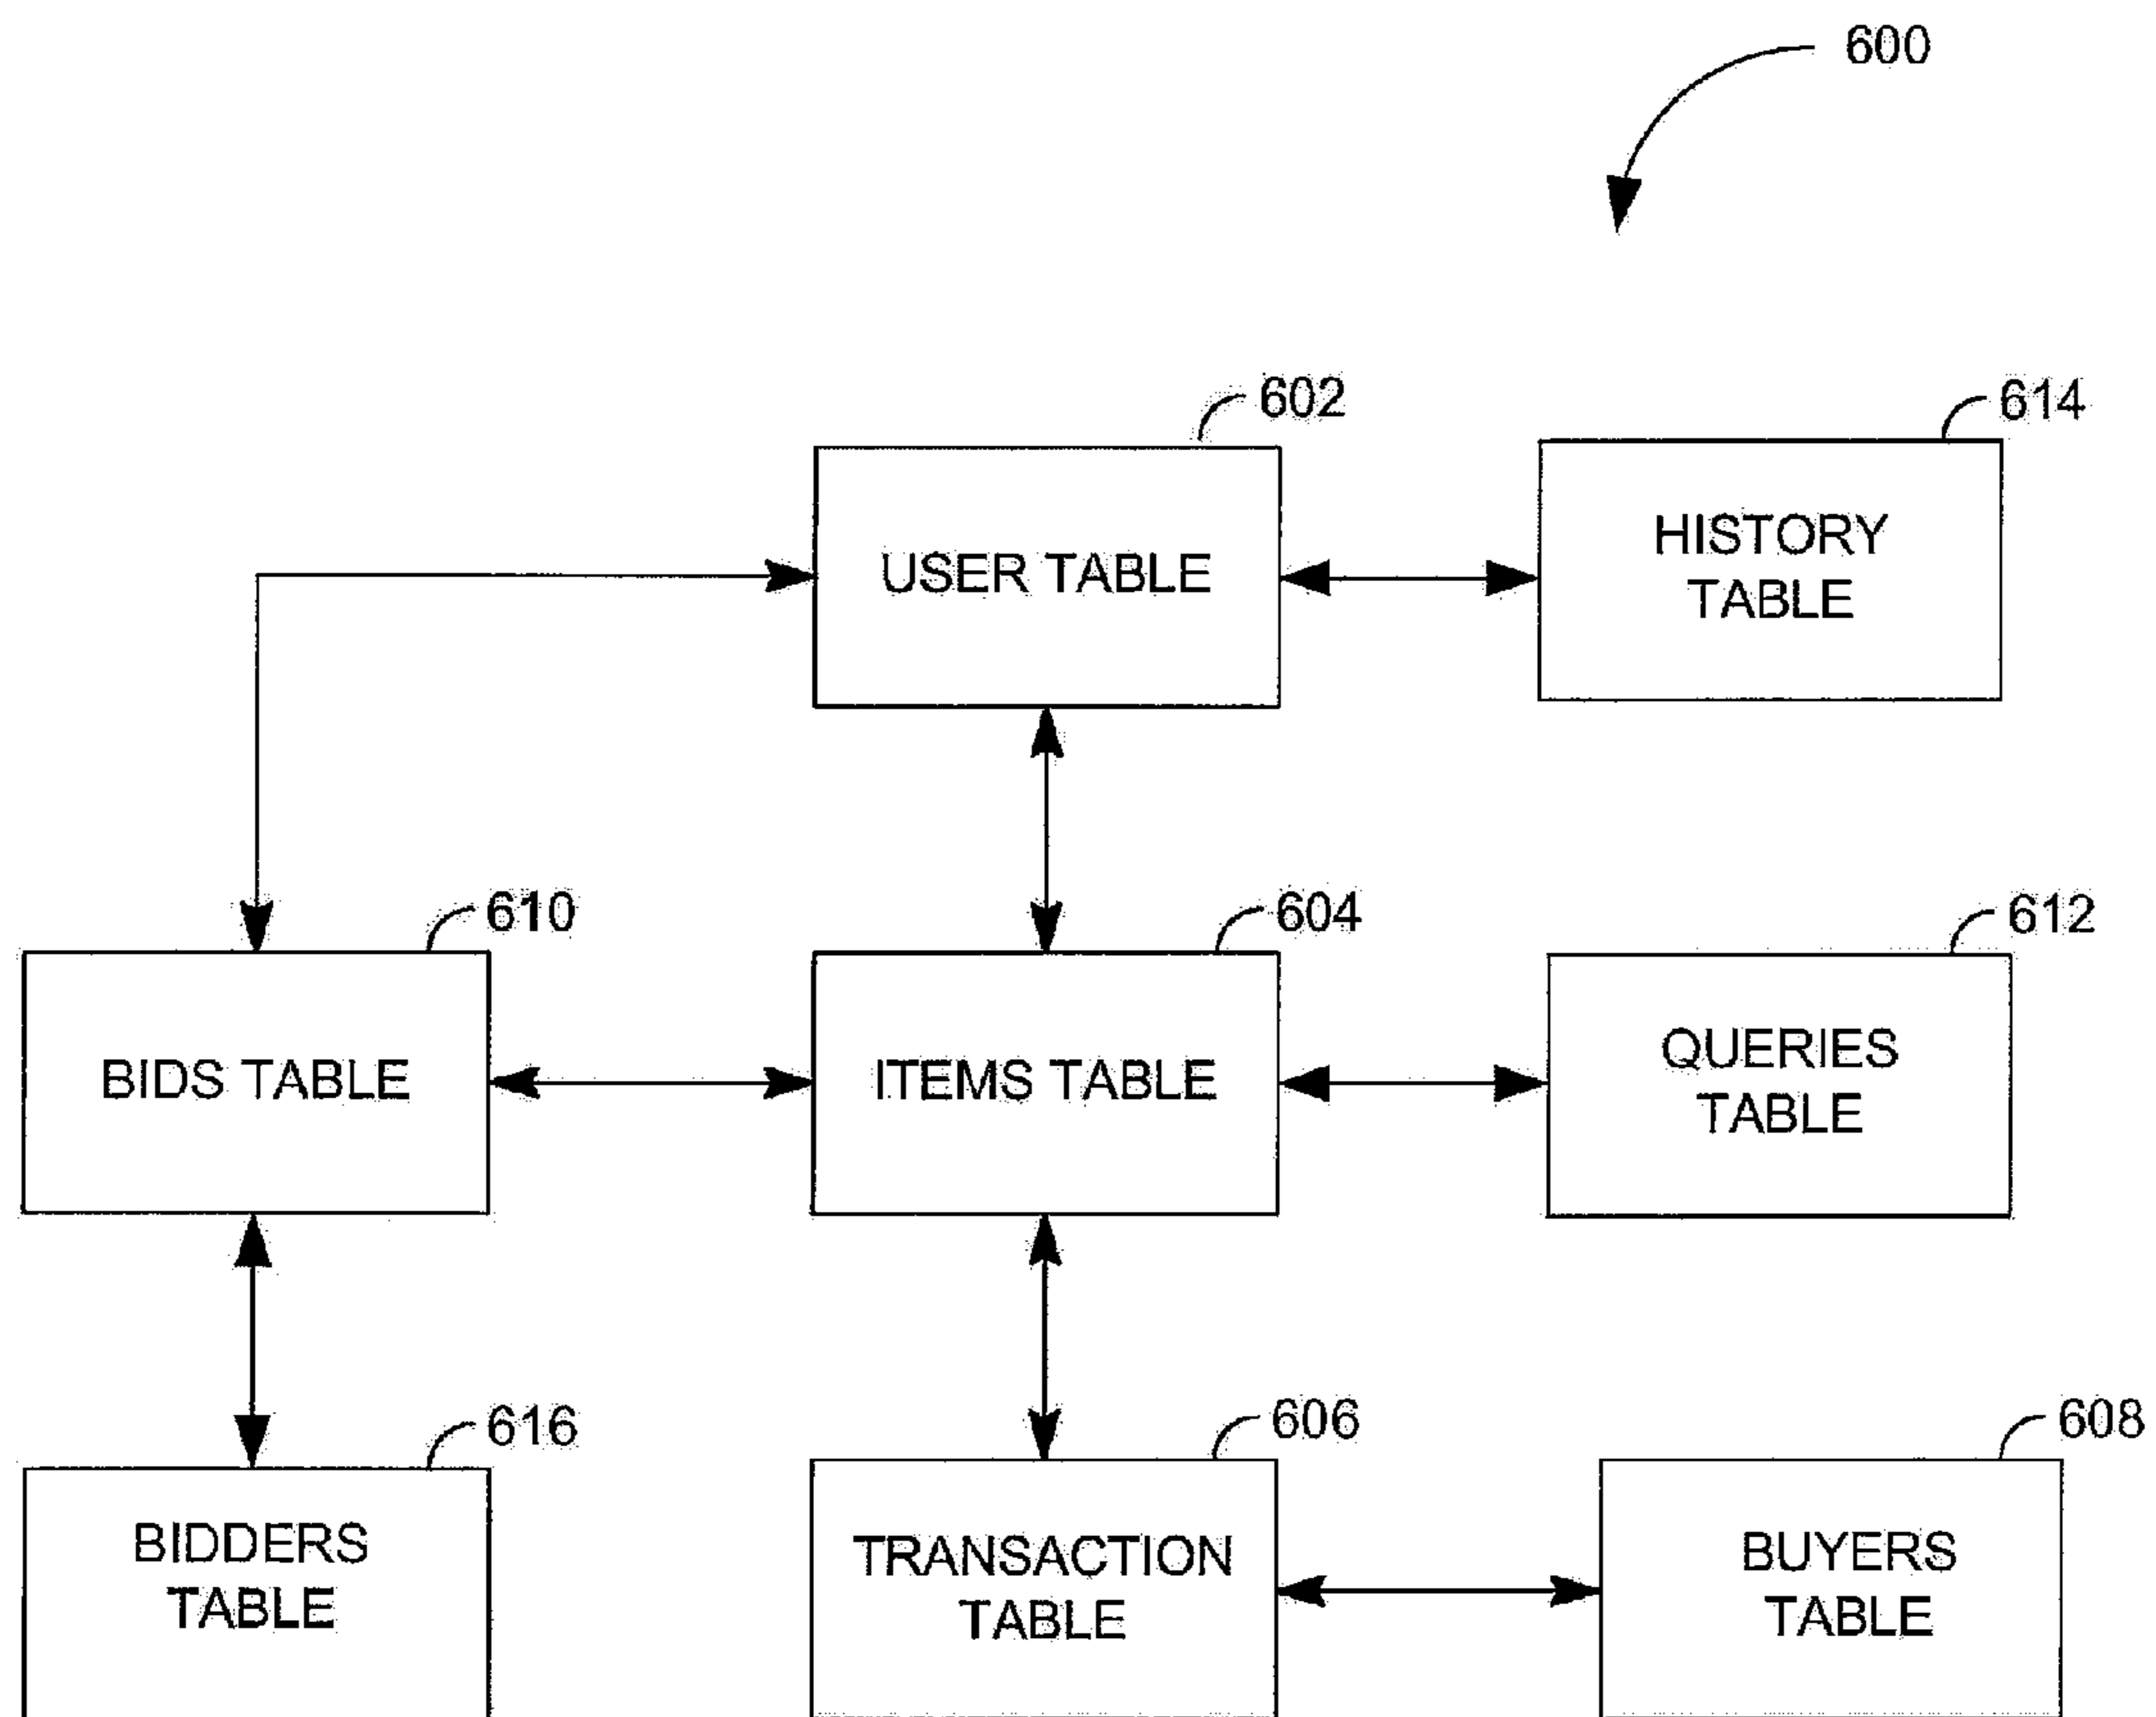 600
602
614
USER TABLE
HISTORY
TABLE
610
604
612
BIDS TABLE
ITEMS TABLE
QUERIES
TABLE
616
606
608
BIDDERS
TABLE
TRANSACTION
TABLE
BUYERS
TABLE